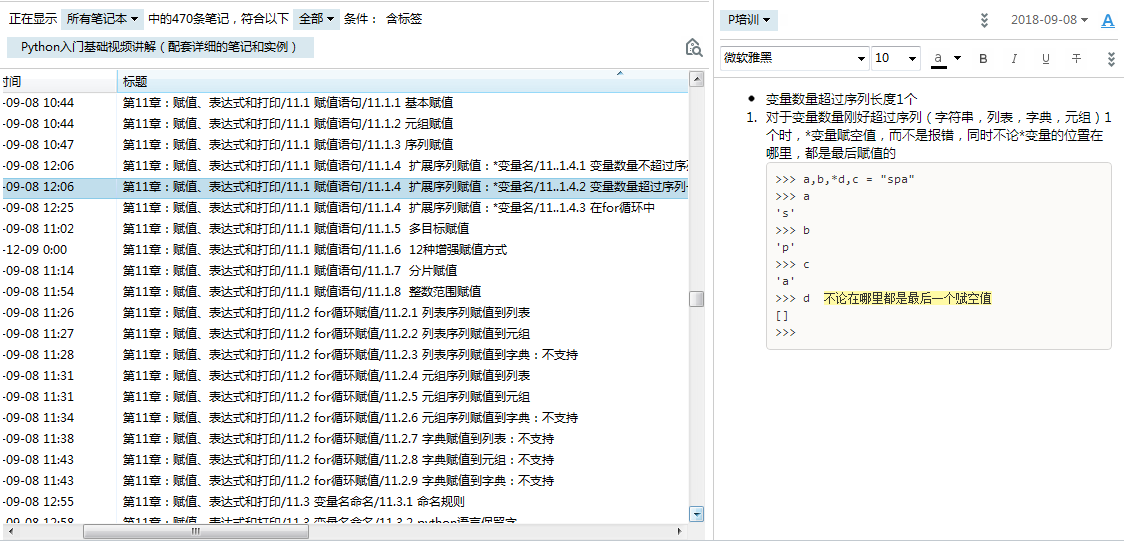 正在显示 所有笔记本 中的470条笔记，符合以下 全部 条件： 含标签
Python入门基础视频讲解（配套详细的笔记和实例）
时间 标题
-09-08 10:44 第11章：赋值、表达式和打印/11.1 赋值语句/11.1.1 基本赋值
-09-08 10:44 第11章：赋值、表达式和打印/11.1 赋值语句/11.1.2 元组赋值
-09-08 10:47 第11章：赋值、表达式和打印/11.1 赋值语句/11.1.3 序列赋值
-09-08 12:06 第11章：赋值、表达式和打印/11.1 赋值语句/11.1.4 扩展序列赋值：*变量名/11..1.4.1 变量数量不超过序列
-09-08 12:06 第11章：赋值、表达式和打印/11.1 赋值语句/11.1.4 扩展序列赋值：*变量名/11..1.4.2 变量数量超过序列
-09-08 12:25 第11章：赋值、表达式和打印/11.1 赋值语句/11.1.4 扩展序列赋值：*变量名/11..1.4.3 在for循环中
-09-08 11:02 第11章：赋值、表达式和打印/11.1 赋值语句/11.1.5 多目标赋值
-12-09 0:00 第11章：赋值、表达式和打印/11.1 赋值语句/11.1.6 12种增强赋值方式
-09-08 11:14 第11章：赋值、表达式和打印/11.1 赋值语句/11.1.7 分片赋值
-09-08 11:54 第11章：赋值、表达式和打印/11.1 赋值语句/11.1.8 整数范围赋值
-09-08 11:26 第11章：赋值、表达式和打印/11.2 for循环赋值/11.2.1 列表序列赋值到列表
-09-08 11:27 第11章：赋值、表达式和打印/11.2 for循环赋值/11.2.2 列表序列赋值到元组
-09-08 11:28 第11章：赋值、表达式和打印/11.2 for循环赋值/11.2.3 列表序列赋值到字典：不支持
-09-08 11:31 第11章：赋值、表达式和打印/11.2 for循环赋值/11.2.4 元组序列赋值到列表
-09-08 11:31 第11章：赋值、表达式和打印/11.2 for循环赋值/11.2.5 元组序列赋值到元组
-09-08 11:34 第11章：赋值、表达式和打印/11.2 for循环赋值/11.2.6 元组序列赋值到字典：不支持
-09-08 11:38 第11章：赋值、表达式和打印/11.2 for循环赋值/11.2.7 字典赋值到列表：不支持
-09-08 11:43 第11章：赋值、表达式和打印/11.2 for循环赋值/11.2.8 字典赋值到元组：不支持
-09-08 11:43 第11章：赋值、表达式和打印/11.2 for循环赋值/11.2.9 字典赋值到字典：不支持
-09-08 12:55 第11章：赋值、表达式和打印/11.3 变量名命名/11.3.1 命名规则
-09-08 12:58 第11章：赋值、表达式和打印/11.3 变量名命名/11.3.2 python语言保留字
P培训 2018-09-08 A
微软雅黑 10 a B I U T
● 变量数量超过序列长度1个
1. 对于变量数量刚好超过序列（字符串，列表，字典，元组）1
个时，*变量赋空值，而不是报错，同时不论*变量的位置在
哪里，都是最后赋值的
>>> a,b,*d,c = "spa"
>>> a
's'
>>> b
'p'
>>> c
'a'
>>> d 不论在哪里都是最后一个赋空值
[]
>>>